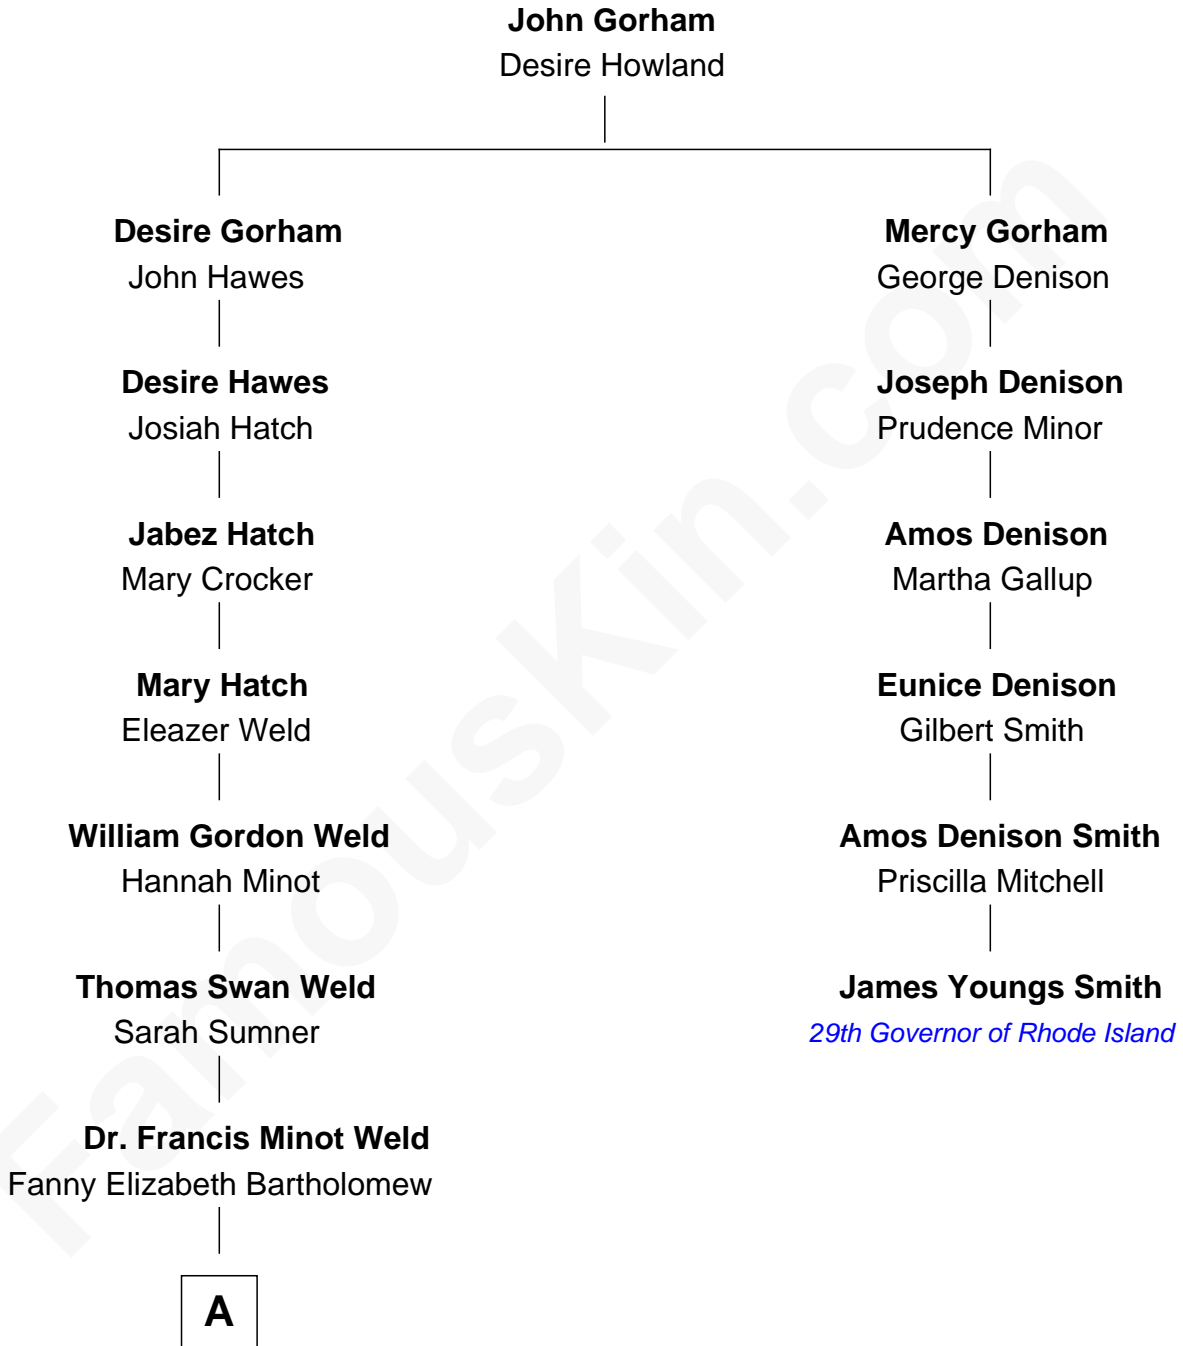 John Gorham
Desire Howland
Desire Gorham
John Hawes
Mercy Gorham
George Denison
Desire Hawes
Josiah Hatch
Joseph Denison
Prudence Minor
Jabez Hatch
Mary Crocker
Amos Denison
Martha Gallup
Mary Hatch
Eleazer Weld
Eunice Denison
Gilbert Smith
William Gordon Weld
Hannah Minot
Amos Denison Smith
Priscilla Mitchell
Thomas Swan Weld
Sarah Sumner
James Youngs Smith
29th Governor of Rhode Island
Dr. Francis Minot Weld
Fanny Elizabeth Bartholomew
A
FamousKin.com